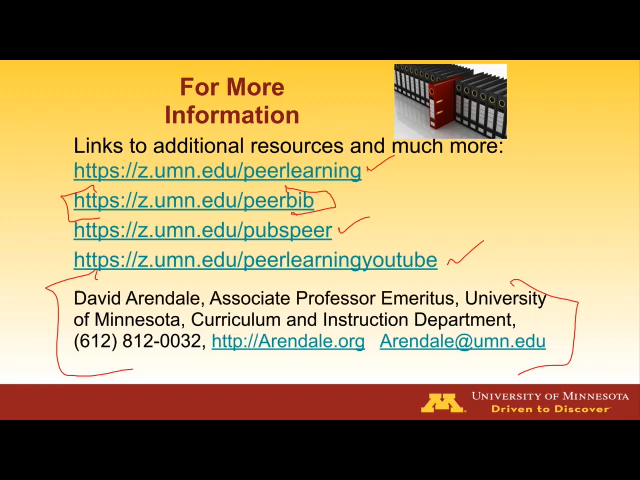 For More
Information
Links to additional resources and much more:
https://z.umn.edu/peerlearning
https://z.umn.edu/peerbib
https://z.umn.edu/pubspeer
https://z.umn.edu/peerlearningyoutube
David Arendale, Associate Professor Emeritus, University
of Minnesota, Curriculum and Instruction Department,
(612) 812-0032, http://Arendale.org Arendale@umn.edu
M
UNIVERSITY OF MINNESOTA
Driven to Discover